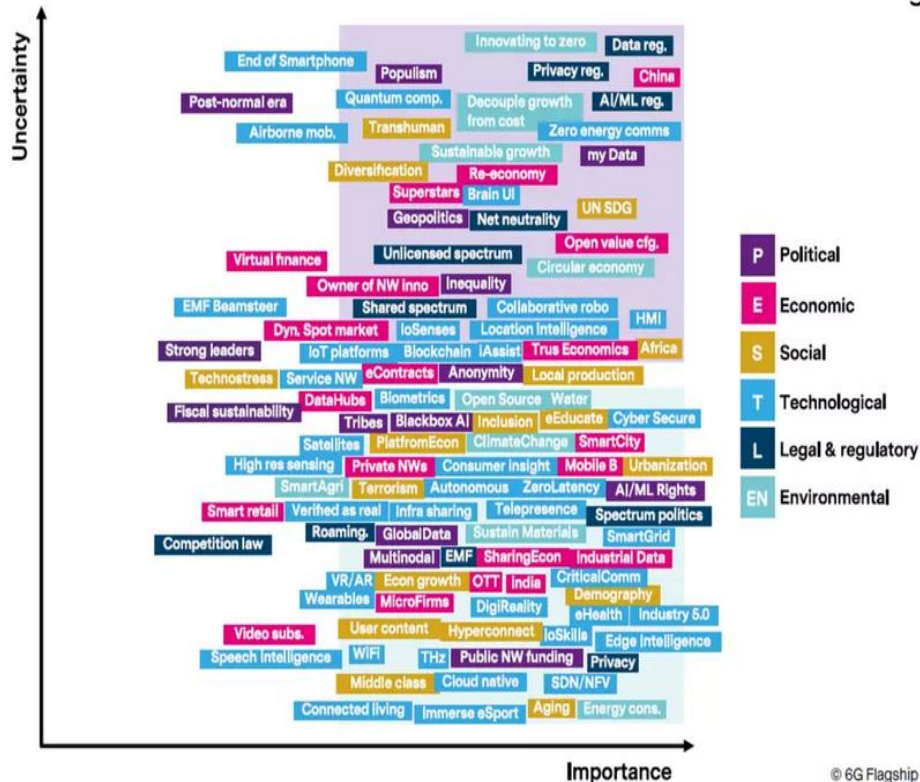 Uncertainty
Innovating to zero
Data reg.
End of Smartphone
Populism
Privacy reg.
China
Post-normal era
Quantum comp.
Decouple growth
from cost
AI/ML reg.
Airborne mob.
Transhuman
Zero energy comms
Sustainable growth
my Data
Diversification
Re-economy
Superstars
Brain UI
UN SDG
Geopolitics
Net neutrality
Open value cfg.
Virtual finance
Unlicensed spectrum
Circular economy
Owner of NW inno
Inequality
EMF Beamsteer
Shared spectrum
Collaborative robo
HMI
Dyn. Spot market
IoSenses
Location intelligence
Strong leaders
IoT platforms
Blockchain
iAssist
Trus Economics
Africa
Technostress
Service NW
eContracts
Anonymity
Local production
DataHubs
Biometrics
Open Source
Water
Fiscal sustainability
Tribes
Blackbox AI
Inclusion
eEducate
Cyber Secure
Satellites
PlatfromEcon
ClimateChange
SmartCity
High res sensing
Private NWs
Consumer insight
Mobile B
Urbanization
SmartAgri
Terrorism
Autonomous
ZeroLatency
AI/ML Rights
Smart retail
Verified as real
Infra sharing
Telepresence
Spectrum politics
Competition law
Roaming.
GlobalData
Sustain Materials
SmartGrid
Multinodal
EMF
SharingEcon
Industrial Data
VR/AR
Econ growth
OTT
India
CriticalComm
Wearables
MicroFirms
DigiReality
Demography
eHealth
Industry 5.0
Video subs.
User content
Hyperconnect
IoSkills
Edge intelligence
Speech intelligence
WiFi
THz
Public NW funding
Privacy
Middle class
Cloud native
SDN/NFV
Connected living
Immerse eSport
Aging
Energy cons.
Importance
P Political
E Economic
S Social
T Technological
L Legal & regulatory
EN Environmental
© 6G Flagship